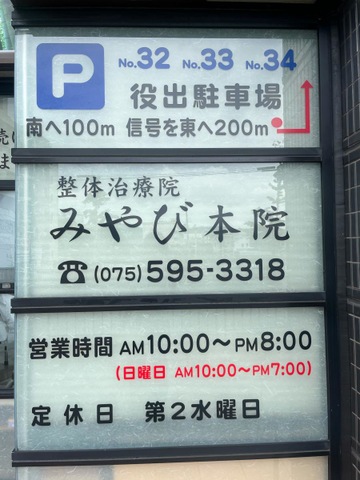 P No.32 No.33 No.34
役出駐車場
南へ100m 信号を東へ200m
整体治療院
みやび本院
☎(075)595-3318
営業時間 AM10:00～PM8:00
(日曜日 AM10:00～PM7:00)
定休日 第2水曜日